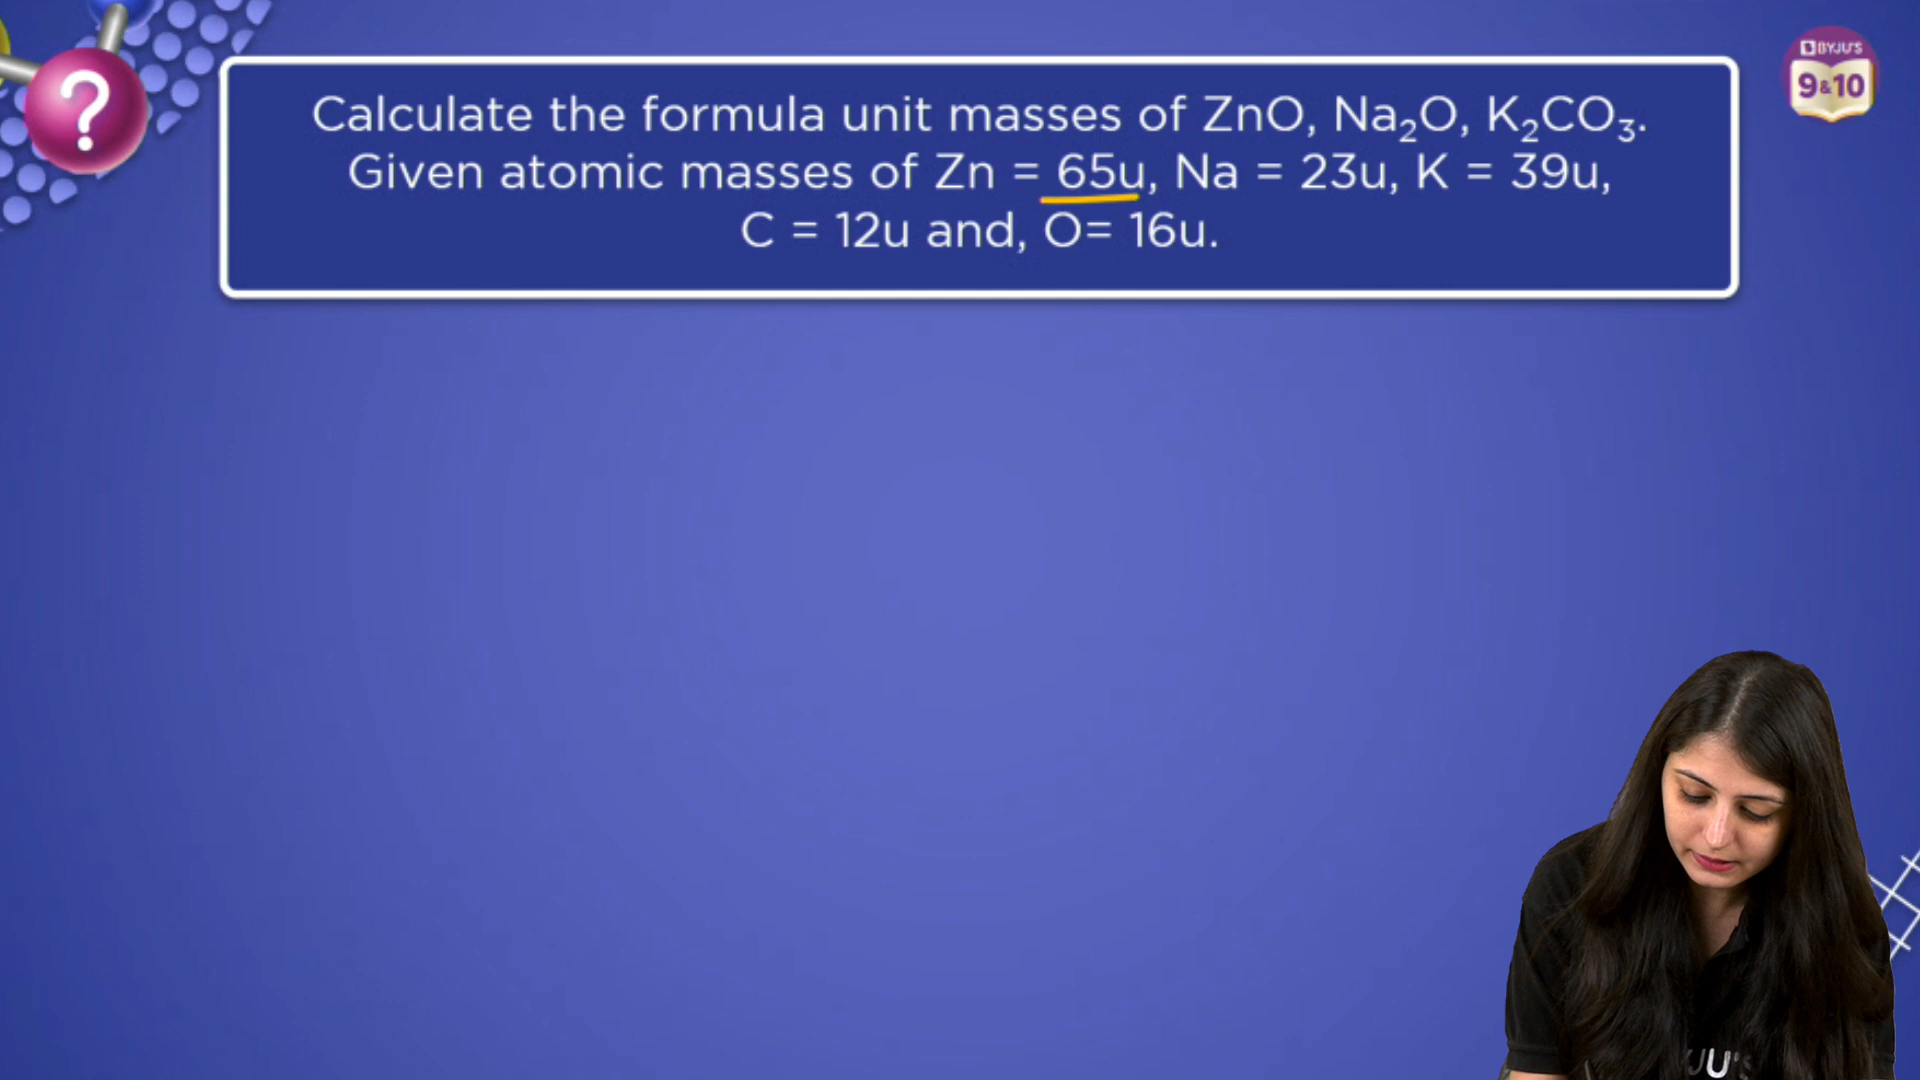 ?
BYJU'S
9&10
Calculate the formula unit masses of ZnO, Na₂O, K₂CO₃.
Given atomic masses of Zn = 65u, Na = 23u, K = 39u,
C = 12u and, O= 16u.